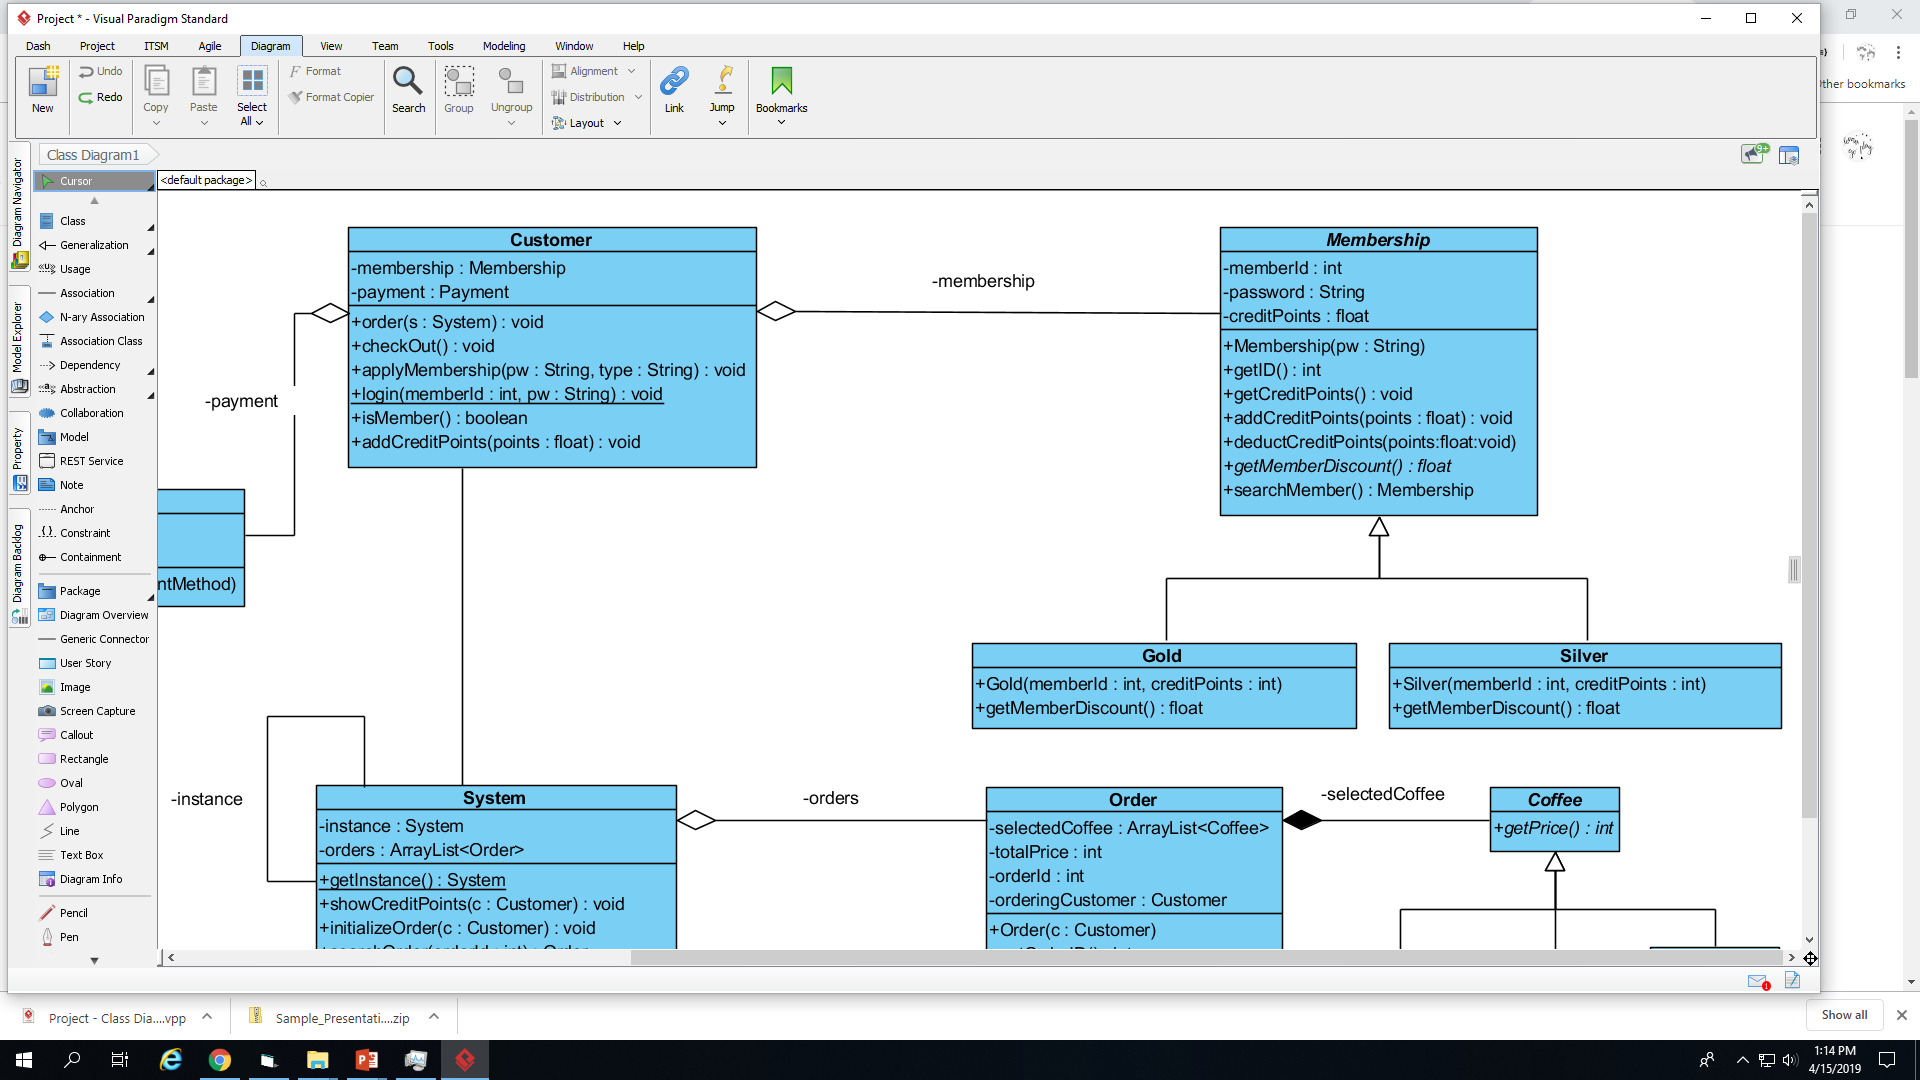 Project * - Visual Paradigm Standard
Dash Project ITSM Agile Diagram View Team Tools Modeling Window Help
New
Undo
Redo
Copy
Paste
Select
All
Format
Format Copier
Search
Group
Ungroup
Alignment
Distribution
Layout
Link
Jump
Bookmarks
Other bookmarks
Class Diagram1
9+
Diagram Navigator
Model Explorer
Property
Diagram Backlog
Cursor
Class
Generalization
Usage
Association
N-ary Association
Association Class
Dependency
Abstraction
Collaboration
Model
REST Service
Note
Anchor
Constraint
Containment
Package
Diagram Overview
Generic Connector
User Story
Image
Screen Capture
Callout
Rectangle
Oval
Polygon
Line
Text Box
Diagram Info
Pencil
Pen
<default package>
Customer
-membership : Membership
-payment : Payment
+order(s : System) : void
+checkOut() : void
+applyMembership(pw : String, type : String) : void
+login(memberId : int, pw : String) : void
+isMember() : boolean
+addCreditPoints(points : float) : void
-membership
Membership
-memberId : int
-password : String
-creditPoints : float
+Membership(pw : String)
+getID() : int
+getCreditPoints() : void
+addCreditPoints(points : float) : void
+deductCreditPoints(points:float:void)
+getMemberDiscount() : float
+searchMember() : Membership
-payment
ntMethod)
Gold
+Gold(memberId : int, creditPoints : int)
+getMemberDiscount() : float
Silver
+Silver(memberId : int, creditPoints : int)
+getMemberDiscount() : float
-instance
System
-instance : System
-orders : ArrayList<Order>
+getInstance() : System
+showCreditPoints(c : Customer) : void
+initializeOrder(c : Customer) : void
+searchOrder(orderId : int) : Order
-orders
Order
-selectedCoffee : ArrayList<Coffee>
-totalPrice : int
-orderId : int
-orderingCustomer : Customer
+Order(c : Customer)
-selectedCoffee
Coffee
+getPrice() : int
Project - Class Dia....vpp
Sample_Presentati....zip
Show all
1:14 PM
4/15/2019